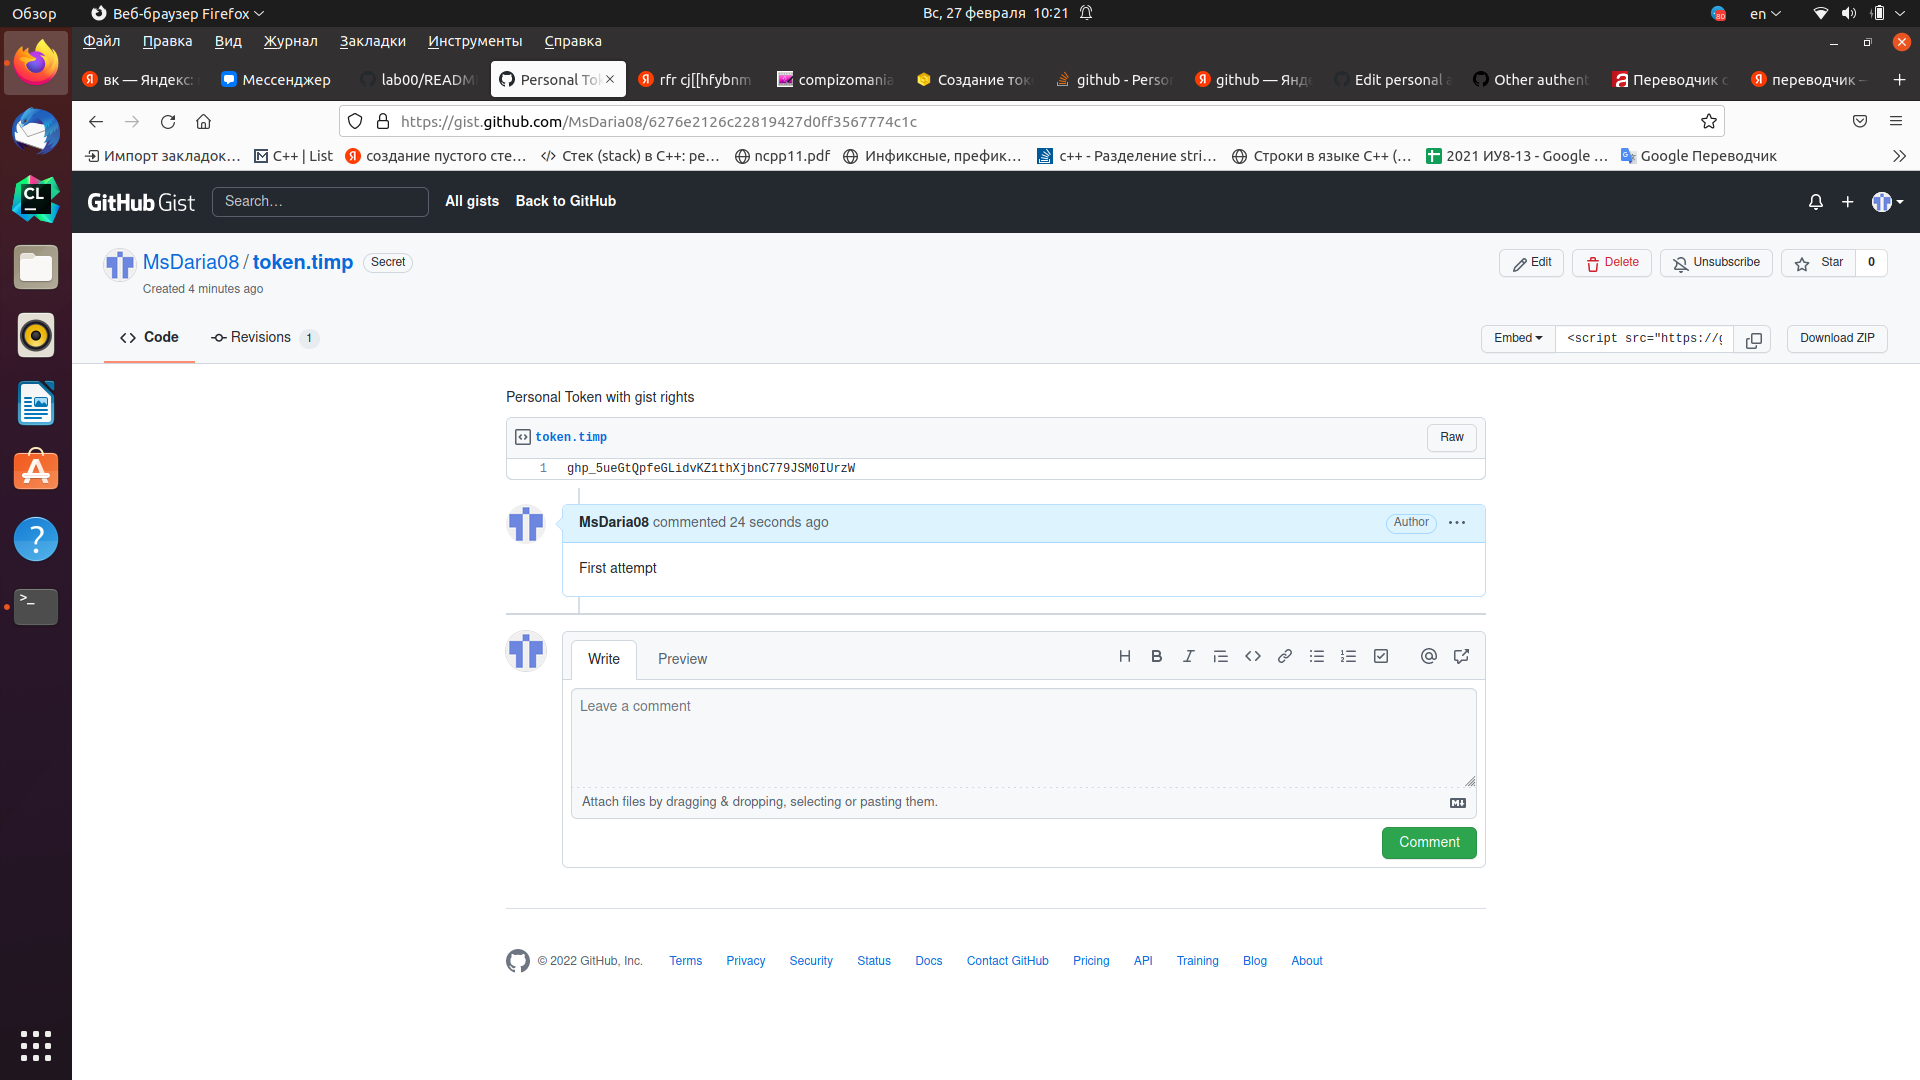 Обзор
Веб-браузер Firefox
Вс, 27 февраля 10:21
en
Файл Правка Вид Журнал Закладки Инструменты Справка
вк — Яндекс:
Мессенджер
lab00/READM
Personal To
rfr cj[[hfybnm
compizomania
Создание ток
github - Perso
github — Янд
Edit personal a
Other authent
Переводчик с
переводчик —
https://gist.github.com/MsDaria08/6276e2126c22819427d0ff3567774c1c
Импорт закладок…
C++ | List
создание пустого сте…
Стек (stack) в C++: ре…
ncpp11.pdf
Инфиксные, префик…
c++ - Разделение stri…
Строки в языке C++ (…
2021 ИУ8-13 - Google …
Google Переводчик
GitHub Gist
Search…
All gists
Back to GitHub
MsDaria08 / token.timp
Secret
Created 4 minutes ago
Edit
Delete
Unsubscribe
Star
0
Code
Revisions 1
Embed
<script src="https://g
Download ZIP
Personal Token with gist rights
token.timp
Raw
1 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
MsDaria08 commented 24 seconds ago
Author
First attempt
Write
Preview
Leave a comment
Attach files by dragging & dropping, selecting or pasting them.
Comment
© 2022 GitHub, Inc.
Terms
Privacy
Security
Status
Docs
Contact GitHub
Pricing
API
Training
Blog
About